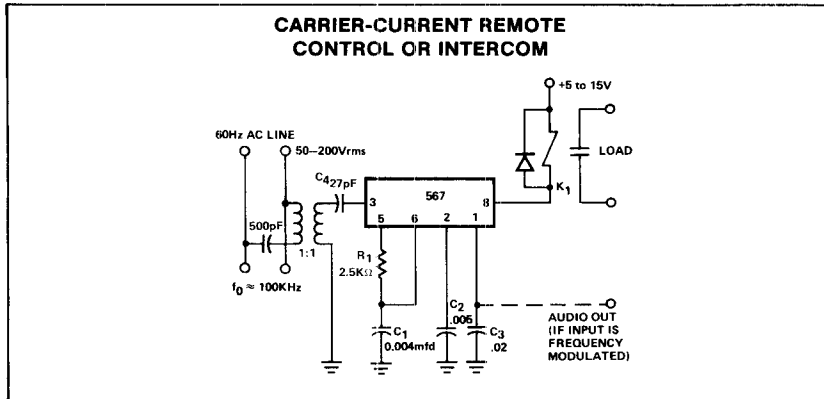 CARRIER-CURRENT REMOTE
CONTROL OR INTERCOM
+5 to 15V
60Hz AC LINE
50–200Vrms
LOAD
C4 27pF
567
K1
3
8
5
6
2
1
500pF
1:1
R1
2.5KΩ
f0 ≈ 100KHz
C1
0.004mfd
C2
.005
C3
.02
AUDIO OUT
(IF INPUT IS
FREQUENCY
MODULATED)